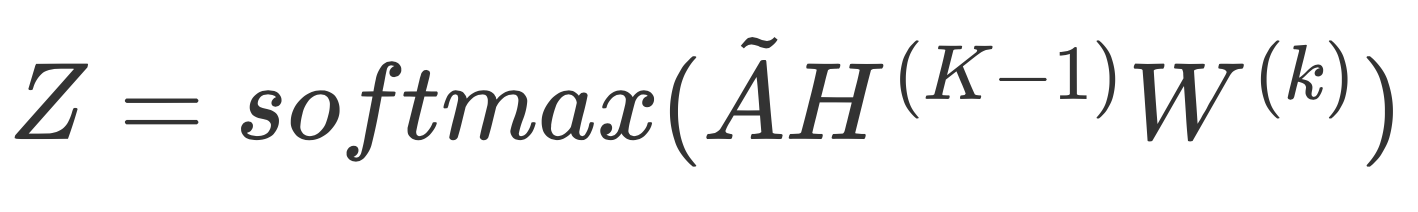 Z = softmax(ÃH^{(K−1)}W^{(k)})